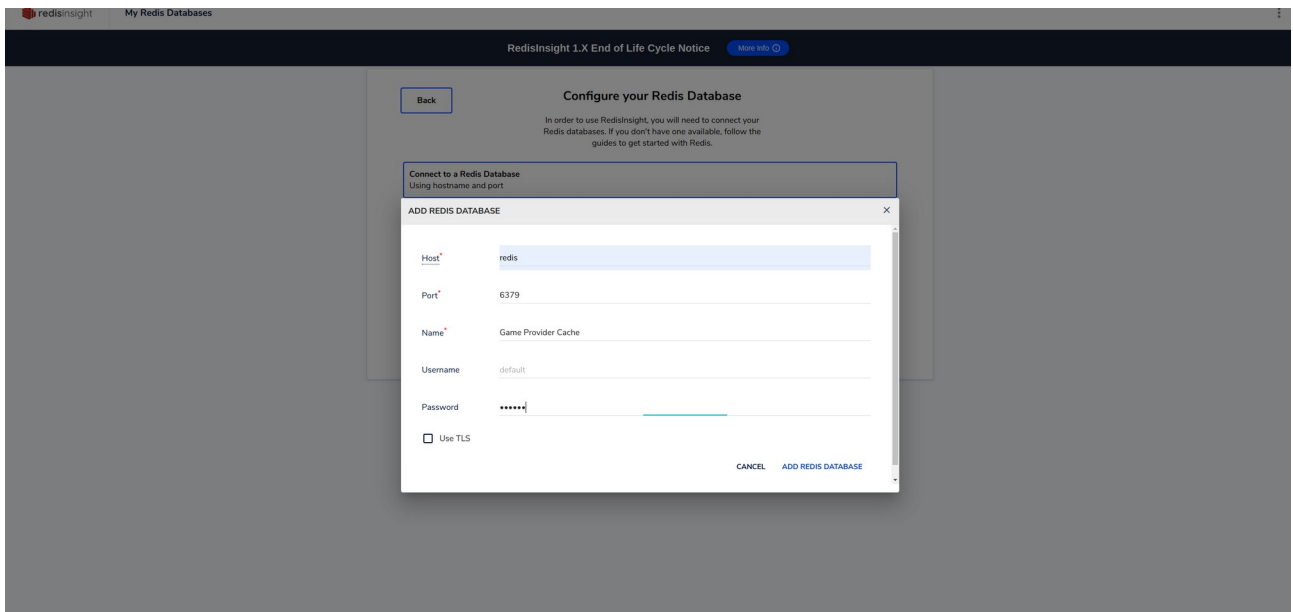 redisinsight My Redis Databases
RedisInsight 1.X End of Life Cycle Notice More Info
Back
Configure your Redis Database
In order to use RedisInsight, you will need to connect your
Redis databases. If you don't have one available, follow the
guides to get started with Redis.
Connect to a Redis Database
Using hostname and port
ADD REDIS DATABASE
Host* redis
Port* 6379
Name* Game Provider Cache
Username default
Password ••••••
Use TLS
CANCEL ADD REDIS DATABASE